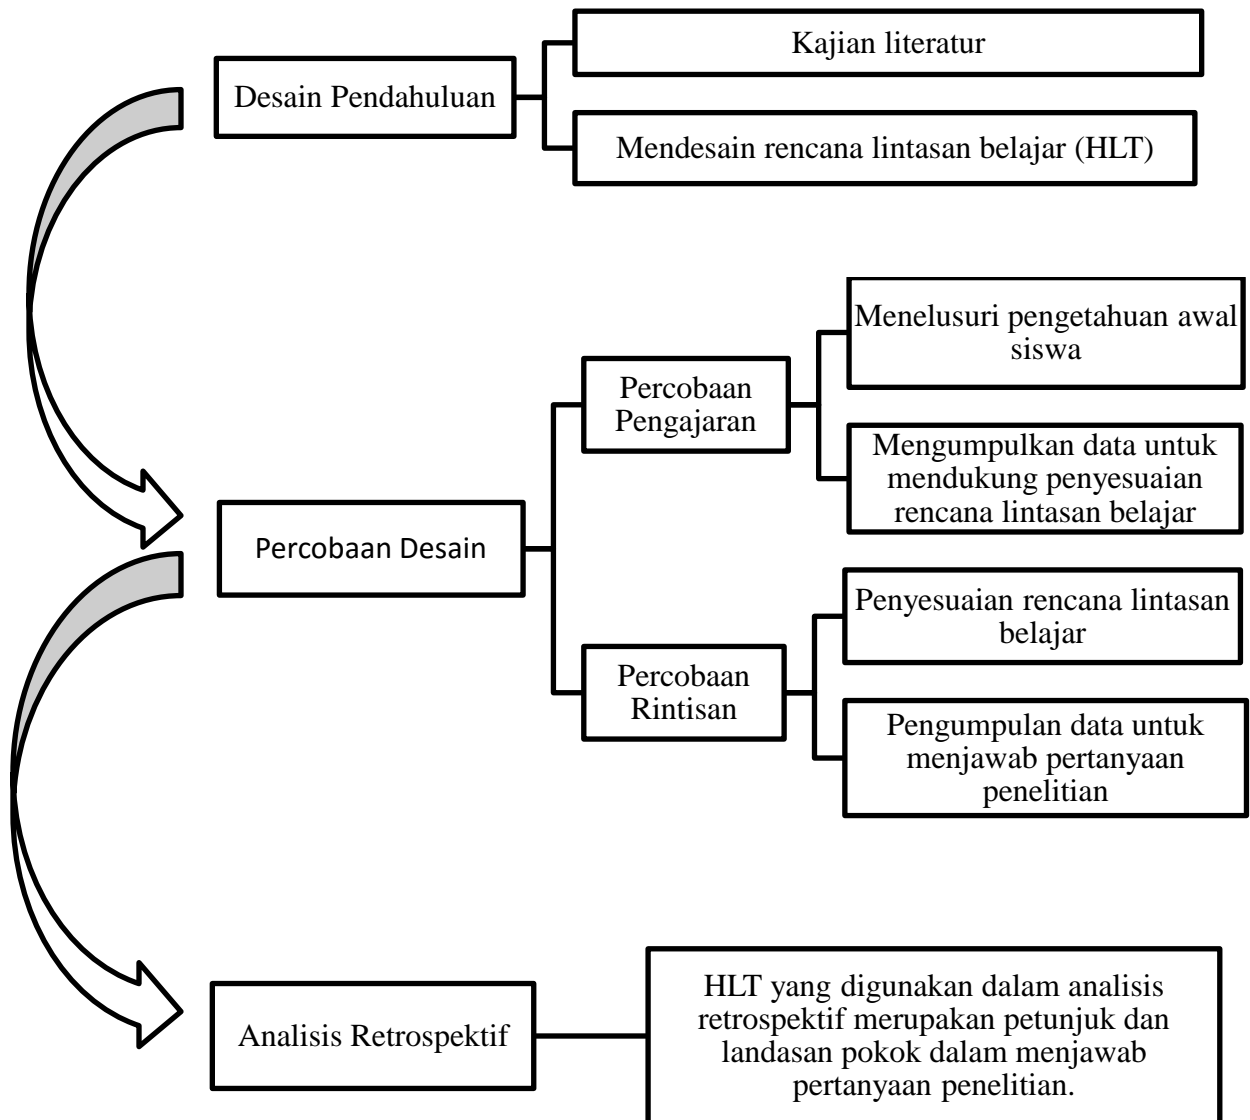 Kajian literatur
Desain Pendahuluan
Mendesain rencana lintasan belajar (HLT)
Menelusuri pengetahuan awal
siswa
Percobaan
Pengajaran
Mengumpulkan data untuk
mendukung penyesuaian
rencana lintasan belajar
Percobaan Desain
Penyesuaian rencana lintasan
belajar
Percobaan
Rintisan
Pengumpulan data untuk
menjawab pertanyaan
penelitian
Analisis Retrospektif
HLT yang digunakan dalam analisis
retrospektif merupakan petunjuk dan
landasan pokok dalam menjawab
pertanyaan penelitian.